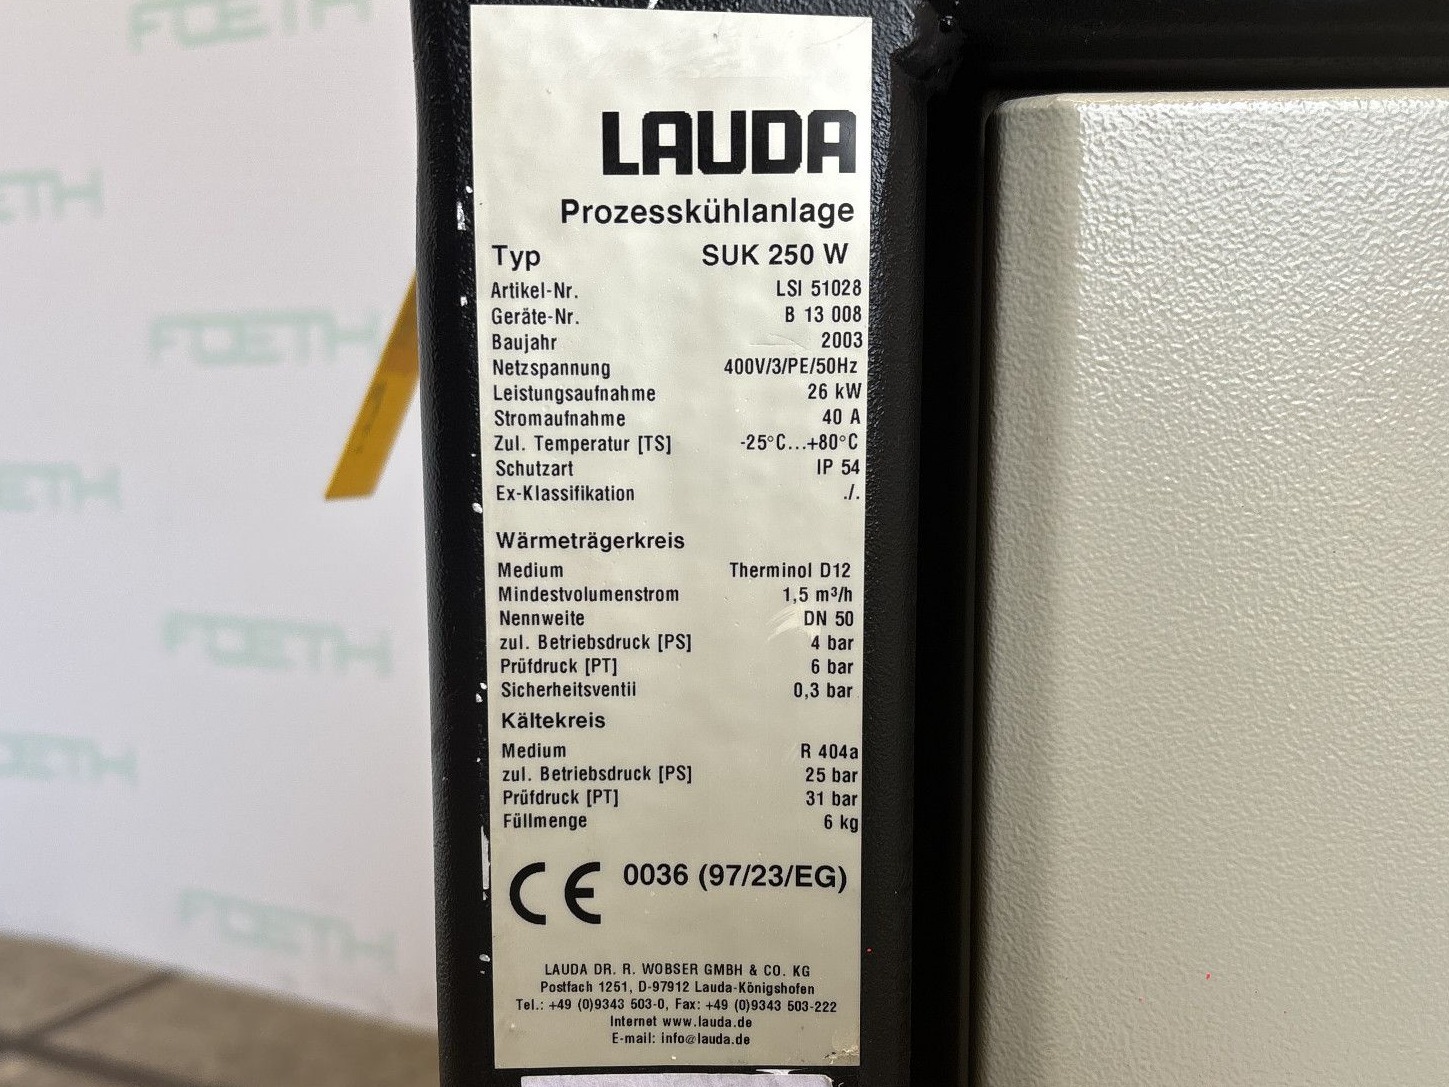 FOETH
LAUDA
Prozesskühlanlage
Typ SUK 250 W
Artikel-Nr. LSI 51028
Geräte-Nr. B 13 008
Baujahr 2003
Netzspannung 400V/3/PE/50Hz
Leistungsaufnahme 26 kW
Stromaufnahme 40 A
Zul. Temperatur [TS] -25°C...+80°C
Schutzart IP 54
Ex-Klassifikation ./.
Wärmeträgerkreis
Medium Therminol D12
Mindestvolumenstrom 1,5 m³/h
Nennweite DN 50
zul. Betriebsdruck [PS] 4 bar
Prüfdruck [PT] 6 bar
Sicherheitsventil 0,3 bar
Kältekreis
Medium R 404a
zul. Betriebsdruck [PS] 25 bar
Prüfdruck [PT] 31 bar
Füllmenge 6 kg
CE 0036 (97/23/EG)
LAUDA DR. R. WOBSER GMBH & CO. KG
Postfach 1251, D-97912 Lauda-Königshofen
Tel.: +49 (0)9343 503-0, Fax: +49 (0)9343 503-222
Internet www.lauda.de
E-mail: info@lauda.de
FOETH
FOETH
FOETH
FOETH